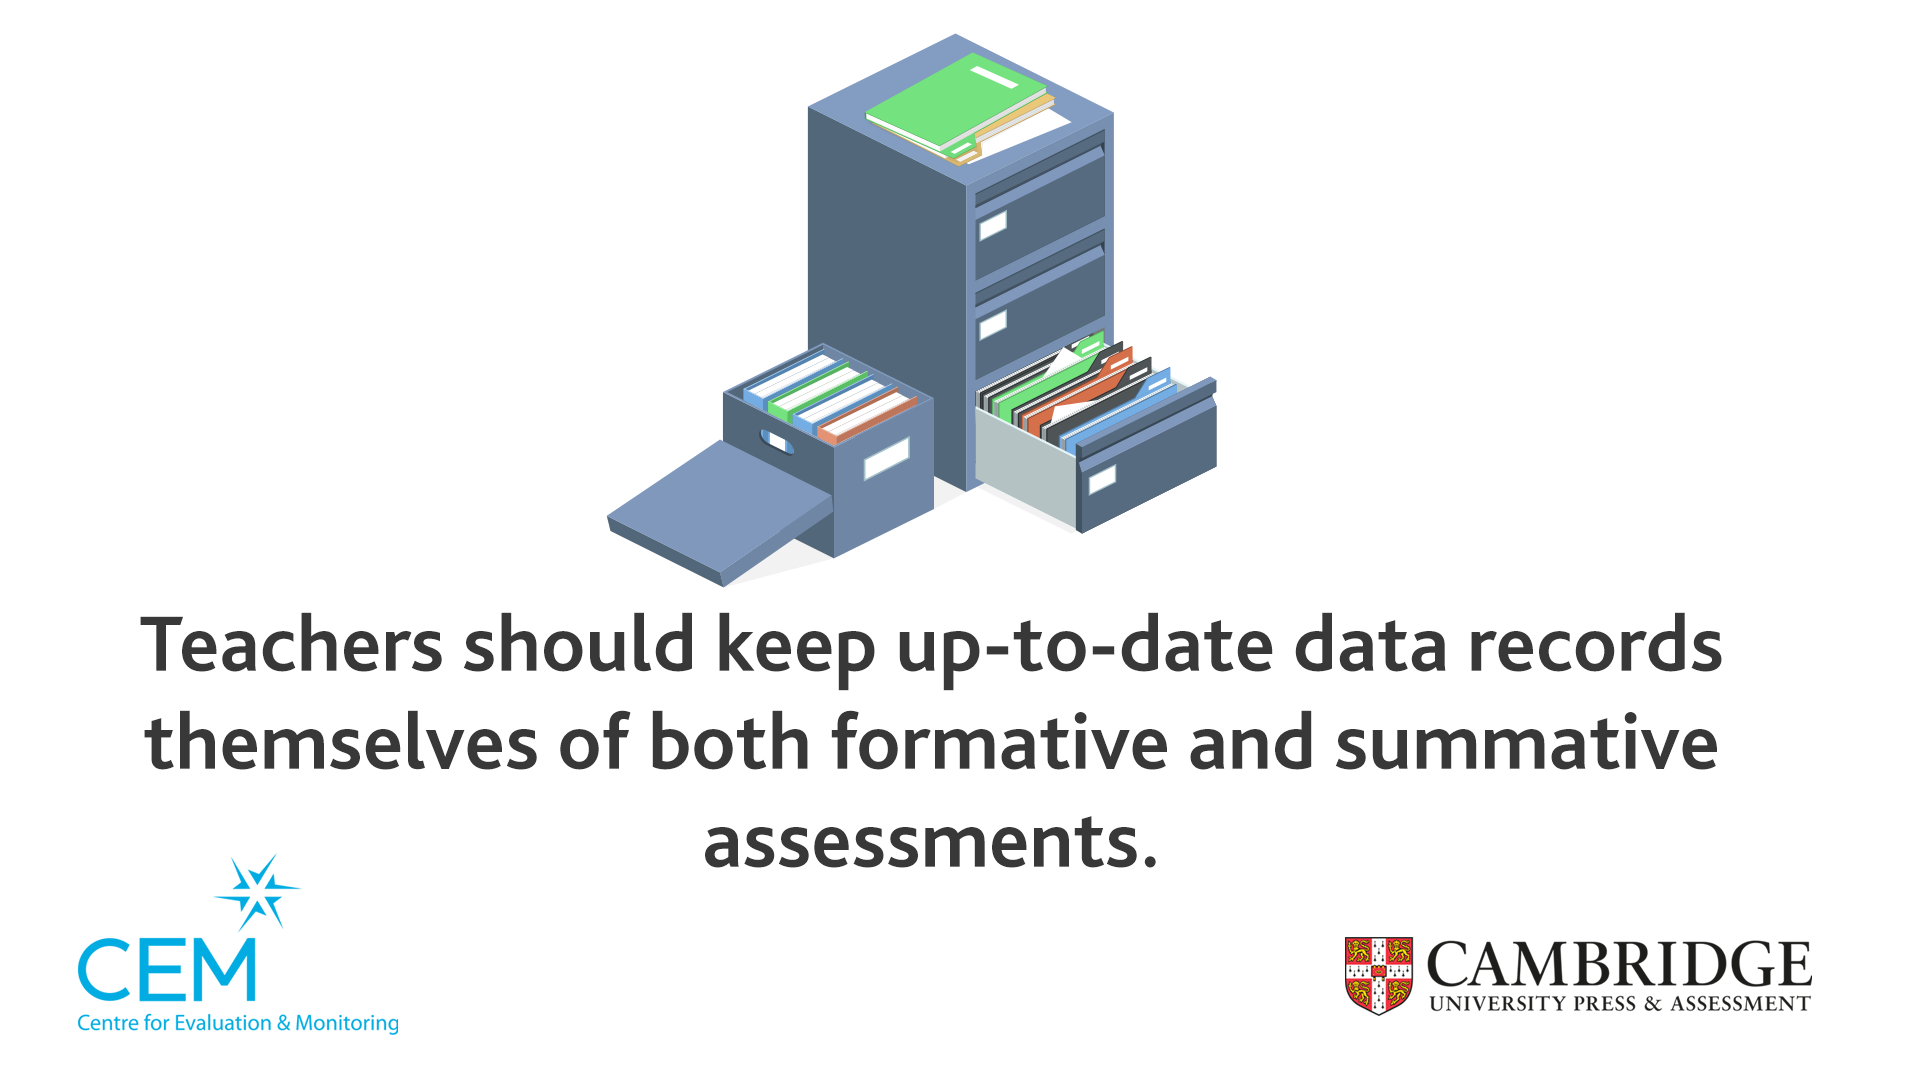 Teachers should keep up-to-date data records
themselves of both formative and summative
assessments.
CEM
Centre for Evaluation & Monitoring
CAMBRIDGE
UNIVERSITY PRESS & ASSESSMENT